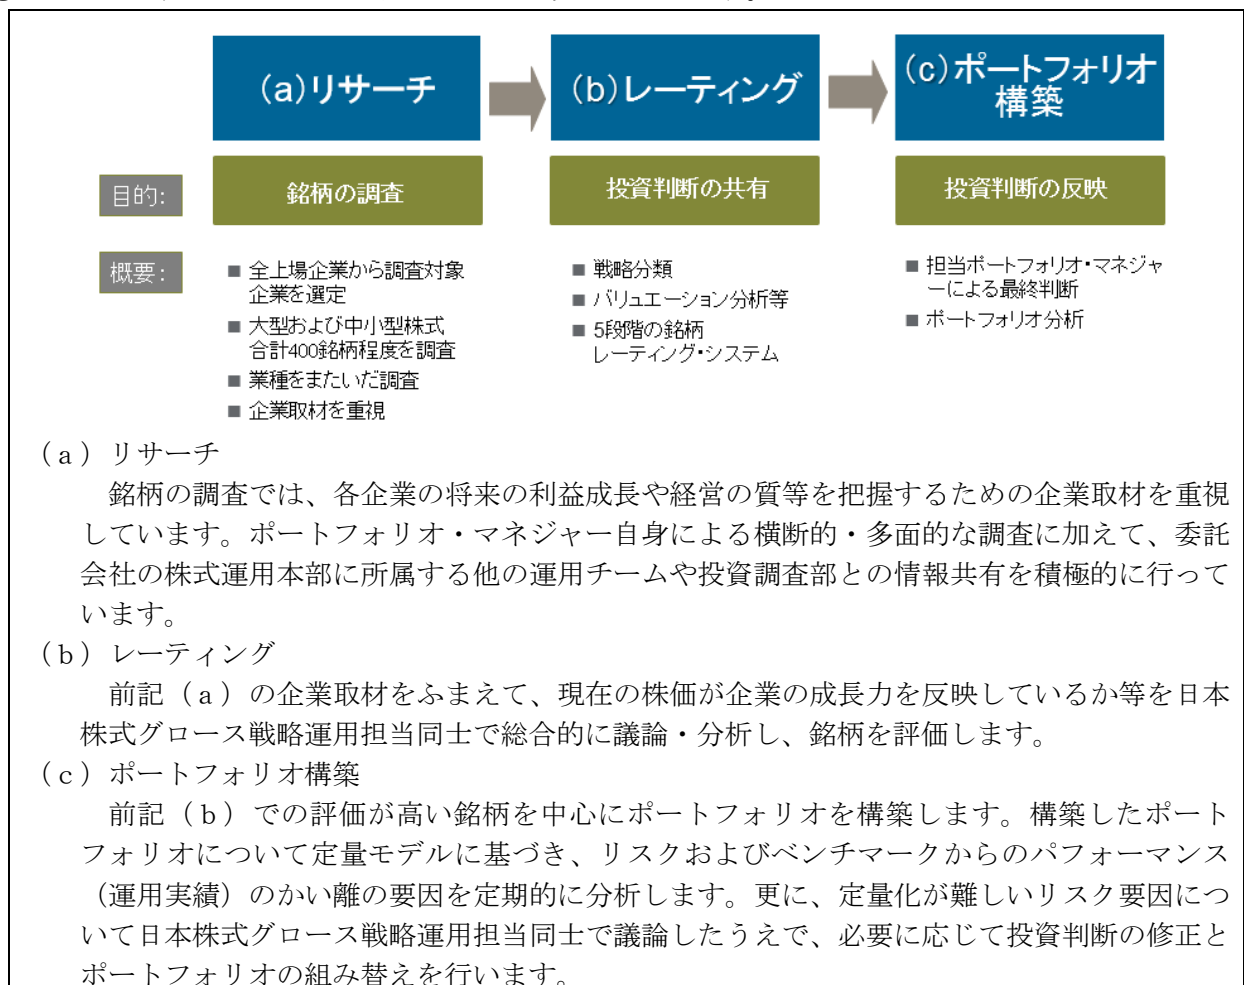 (a)リサーチ
(b)レーティング
(c)ポートフォリオ
構築
目的:
銘柄の調査
投資判断の共有
投資判断の反映
概要:
■ 全上場企業から調査対象
企業を選定
■ 大型および中小型株式
合計400銘柄程度を調査
■ 業種をまたいだ調査
■ 企業取材を重視
■ 戦略分類
■ バリュエーション分析等
■ 5段階の銘柄
レーティング・システム
■ 担当ポートフォリオ・マネジャ
ーによる最終判断
■ ポートフォリオ分析
(a)リサーチ
銘柄の調査では、各企業の将来の利益成長や経営の質等を把握するための企業取材を重視
しています。ポートフォリオ・マネジャー自身による横断的・多面的な調査に加えて、委託
会社の株式運用本部に所属する他の運用チームや投資調査部との情報共有を積極的に行って
います。
(b)レーティング
前記(a)の企業取材をふまえて、現在の株価が企業の成長力を反映しているか等を日本
株式グロース戦略運用担当同士で総合的に議論・分析し、銘柄を評価します。
(c)ポートフォリオ構築
前記(b)での評価が高い銘柄を中心にポートフォリオを構築します。構築したポート
フォリオについて定量モデルに基づき、リスクおよびベンチマークからのパフォーマンス
(運用実績)のかい離の要因を定期的に分析します。更に、定量化が難しいリスク要因につ
いて日本株式グロース戦略運用担当同士で議論したうえで、必要に応じて投資判断の修正と
ポートフォリオの組み替えを行います。